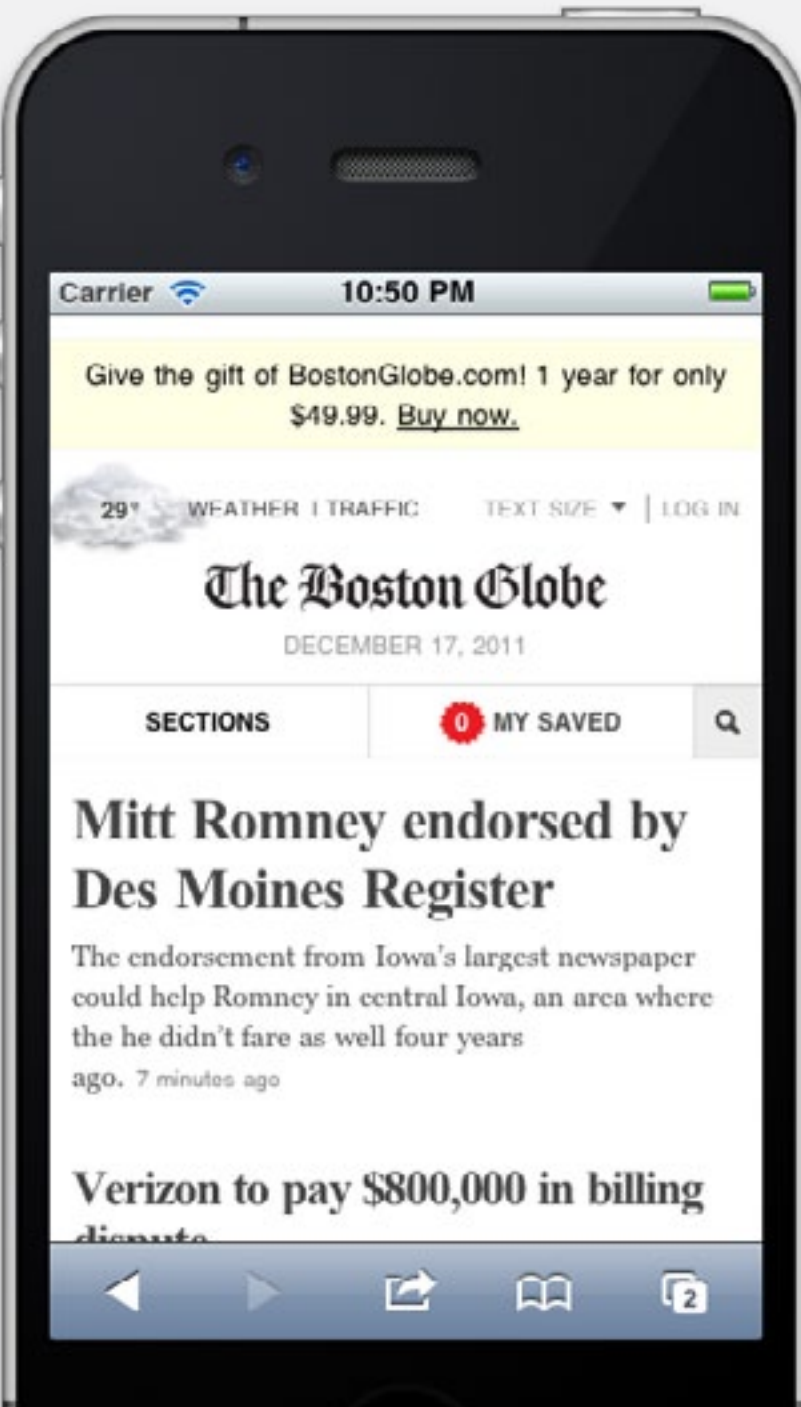 Carrier 10:50 PM
Give the gift of BostonGlobe.com! 1 year for only
$49.99. Buy now.
29° WEATHER | TRAFFIC TEXT SIZE ▼ | LOG IN
The Boston Globe
DECEMBER 17, 2011
SECTIONS 0 MY SAVED
Mitt Romney endorsed by
Des Moines Register
The endorsement from Iowa's largest newspaper
could help Romney in central Iowa, an area where
the he didn't fare as well four years
ago. 7 minutes ago
Verizon to pay $800,000 in billing
dispute
2